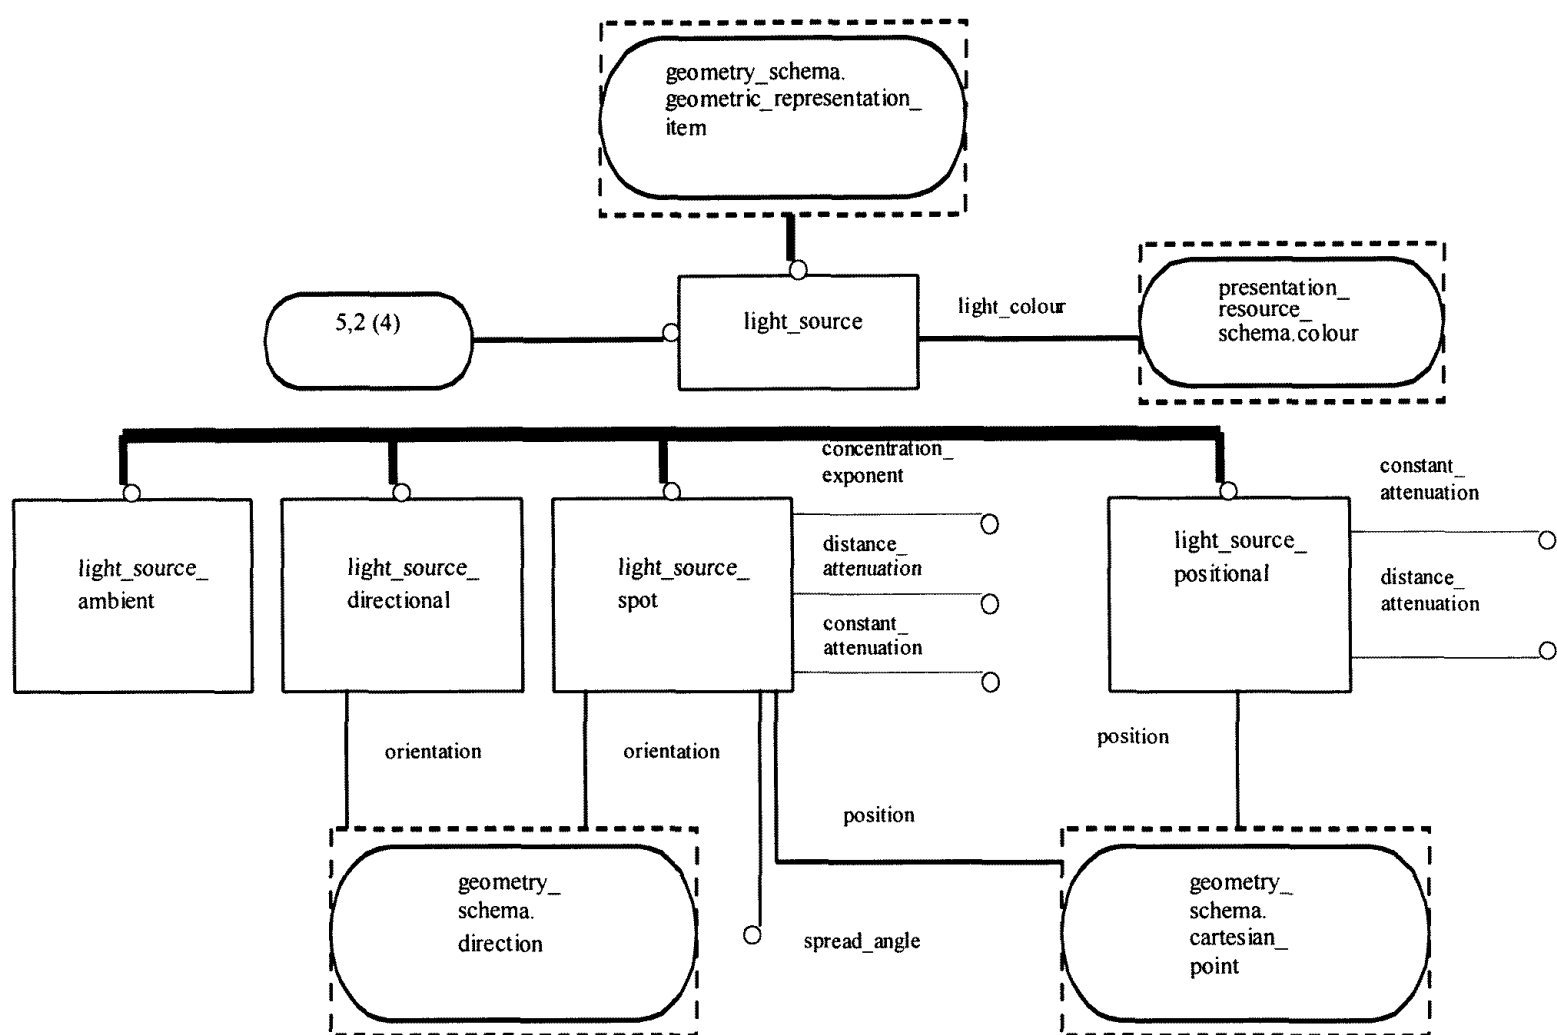 geometry_schema.
geometric_representation_
item
5,2 (4)
light_source
light_colour
presentation_
resource_
schema.colour
concentration_
exponent
constant_
attenuation
light_source_
ambient
light_source_
directional
light_source_
spot
distance_
attenuation
constant_
attenuation
light_source_
positional
distance_
attenuation
orientation
orientation
position
position
geometry_
schema.
direction
spread_angle
geometry_
schema.
cartesian_
point